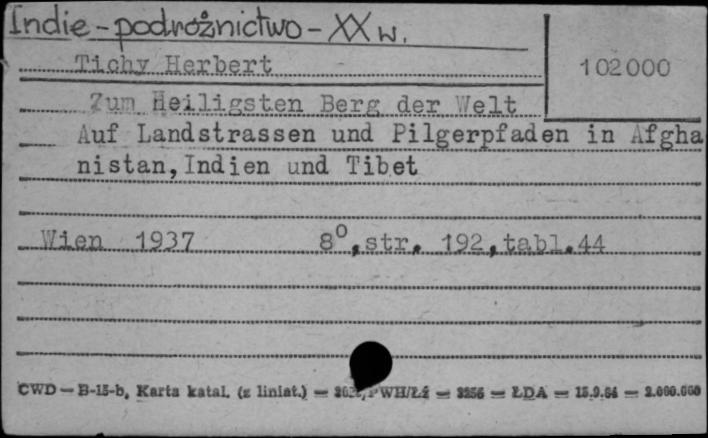 Indie - podróżnictwo - XX w.
Tichy Herbert
102000
Zum Heiligsten Berg der Welt
Auf Landstrassen und Pilgerpfaden in Afgha
nistan, Indien und Tibet
Wien 1937 8⁰, str. 192, tabl. 44
CWD — B-15-b, Karta katal. (z liniat.) — PWH/Łź — 3256 — ŁDA — 15.9.64 — 2.000.000